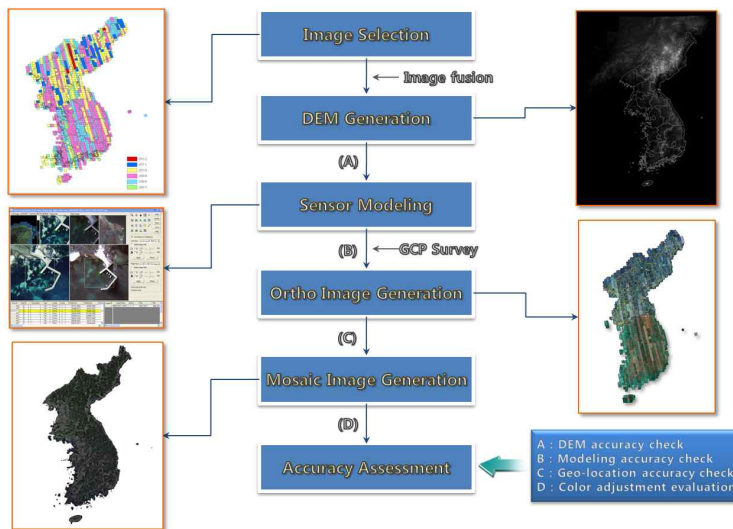 Image Selection
Image fusion
DEM Generation
(A)
Sensor Modeling
(B)
GCP Survey
Ortho Image Generation
(C)
Mosaic Image Generation
(D)
Accuracy Assessment
A : DEM accuracy check
B : Modeling accuracy check
C : Geo-location accuracy check
D : Color adjustment evaluation